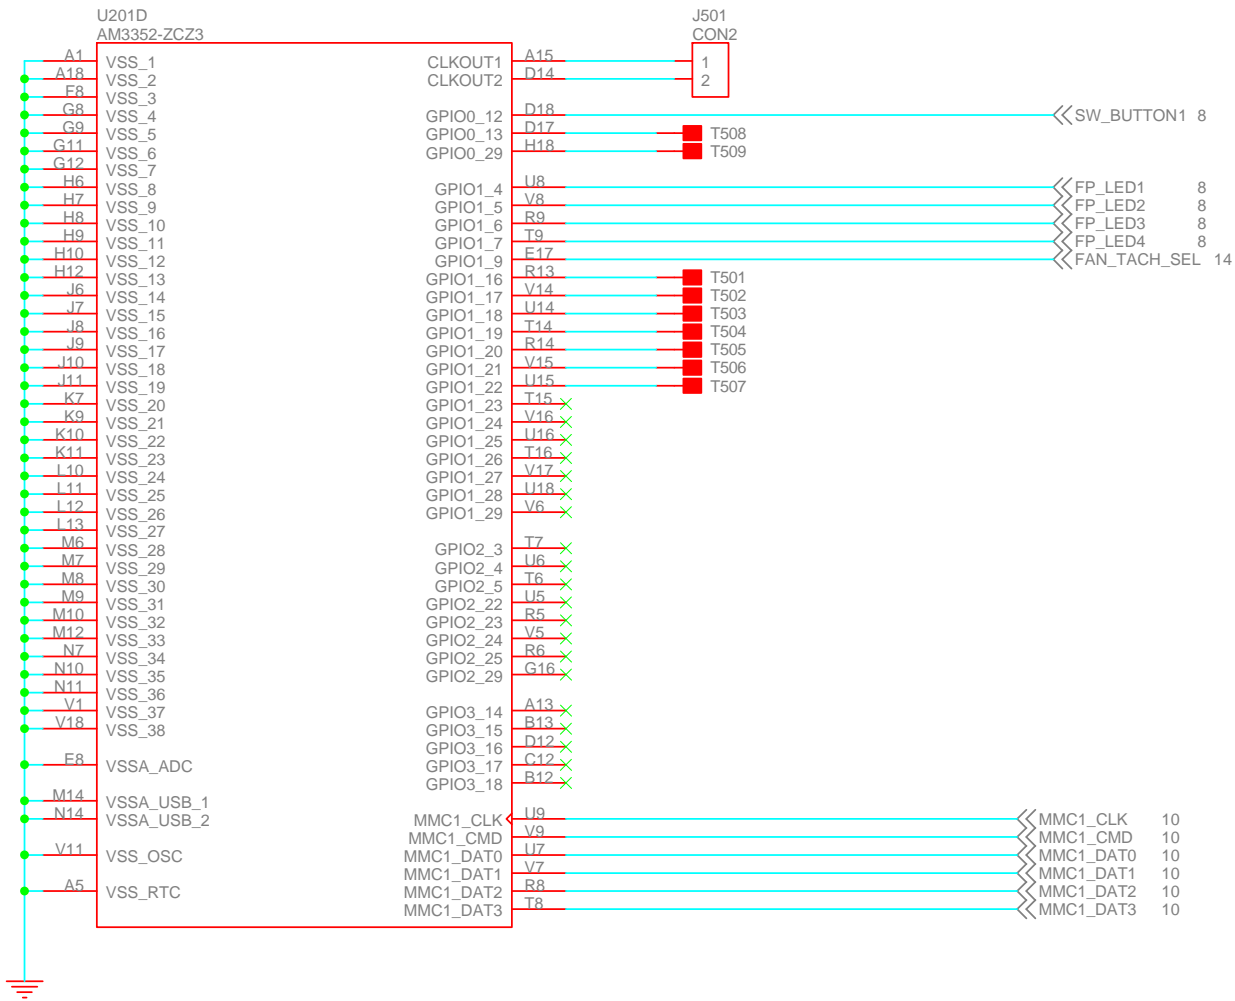 U201D
AM3352-ZCZ3
J501
CON2
A1 VSS_1 CLKOUT1 A15 1
A18 VSS_2 CLKOUT2 D14 2
F8 VSS_3
G8 VSS_4 GPIO0_12 D18 SW_BUTTON1 8
G9 VSS_5 GPIO0_13 D17 T508
G11 VSS_6 GPIO0_29 H18 T509
G12 VSS_7
H6 VSS_8 GPIO1_4 U8 FP_LED1 8
H7 VSS_9 GPIO1_5 V8 FP_LED2 8
H8 VSS_10 GPIO1_6 R9 FP_LED3 8
H9 VSS_11 GPIO1_7 T9 FP_LED4 8
H10 VSS_12 GPIO1_9 E17 FAN_TACH_SEL 14
H12 VSS_13 GPIO1_16 R13 T501
J6 VSS_14 GPIO1_17 V14 T502
J7 VSS_15 GPIO1_18 U14 T503
J8 VSS_16 GPIO1_19 T14 T504
J9 VSS_17 GPIO1_20 R14 T505
J10 VSS_18 GPIO1_21 V15 T506
J11 VSS_19 GPIO1_22 U15 T507
K7 VSS_20 GPIO1_23 T15
K9 VSS_21 GPIO1_24 V16
K10 VSS_22 GPIO1_25 U16
K11 VSS_23 GPIO1_26 T16
L10 VSS_24 GPIO1_27 V17
L11 VSS_25 GPIO1_28 U18
L12 VSS_26 GPIO1_29 V6
L13 VSS_27
M6 VSS_28 GPIO2_3 T7
M7 VSS_29 GPIO2_4 U6
M8 VSS_30 GPIO2_5 T6
M9 VSS_31 GPIO2_22 U5
M10 VSS_32 GPIO2_23 R5
M12 VSS_33 GPIO2_24 V5
N7 VSS_34 GPIO2_25 R6
N10 VSS_35 GPIO2_29 G16
N11 VSS_36
V1 VSS_37 GPIO3_14 A13
V18 VSS_38 GPIO3_15 B13
GPIO3_16 D12
E8 VSSA_ADC GPIO3_17 C12
GPIO3_18 B12
M14 VSSA_USB_1
N14 VSSA_USB_2 MMC1_CLK U9 MMC1_CLK 10
MMC1_CMD V9 MMC1_CMD 10
V11 VSS_OSC MMC1_DAT0 U7 MMC1_DAT0 10
MMC1_DAT1 V7 MMC1_DAT1 10
A5 VSS_RTC MMC1_DAT2 R8 MMC1_DAT2 10
MMC1_DAT3 T8 MMC1_DAT3 10